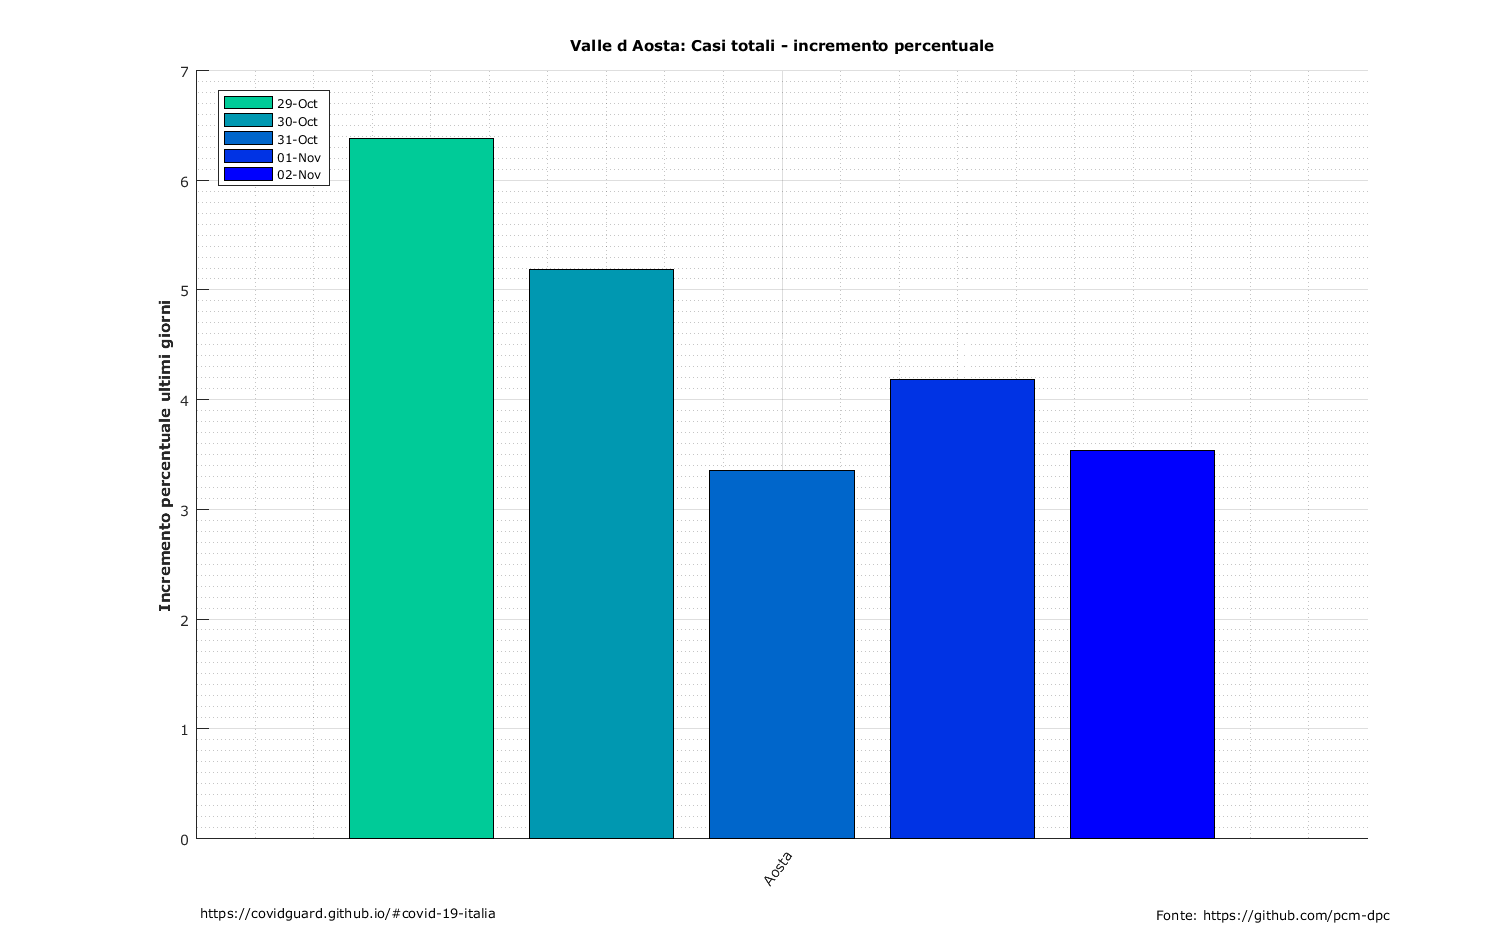 Valle d Aosta: Casi totali - incremento percentuale
7
29-Oct
30-Oct
31-Oct
01-Nov
02-Nov
6
5
4
3
2
1
0
Incremento percentuale ultimi giorni
Aosta
https://covidguard.github.io/#covid-19-italia
Fonte: https://github.com/pcm-dpc